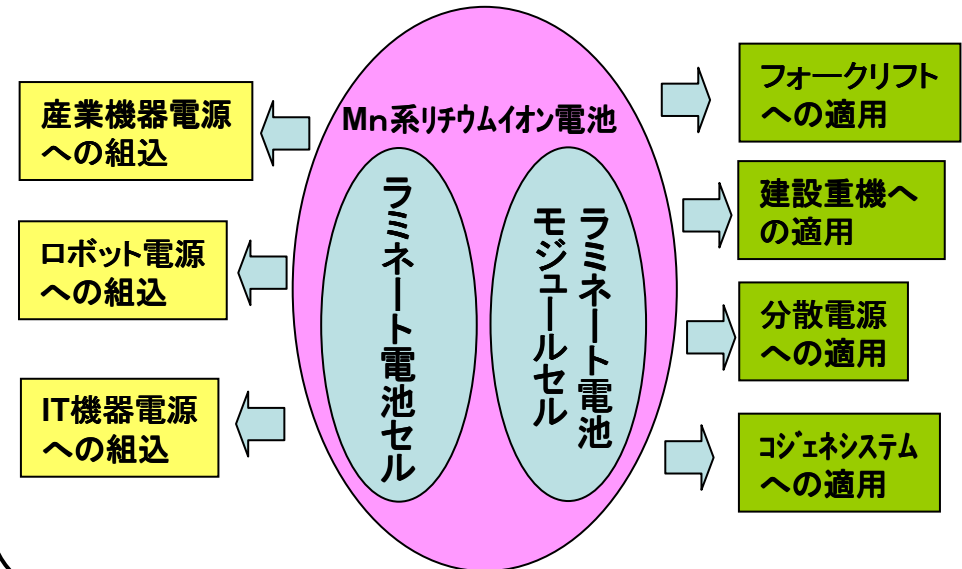 Mn系ﾘﾁｳﾑｲｵﾝ電池
産業機器電源
への組込
ロボット電源
への組込
IT機器電源
への組込
ラミネート電池セル
ラミネート電池
モジュールセル
フォークリフト
への適用
建設重機へ
の適用
分散電源
への適用
ｺｼﾞｪﾈｼｽﾃﾑ
への適用